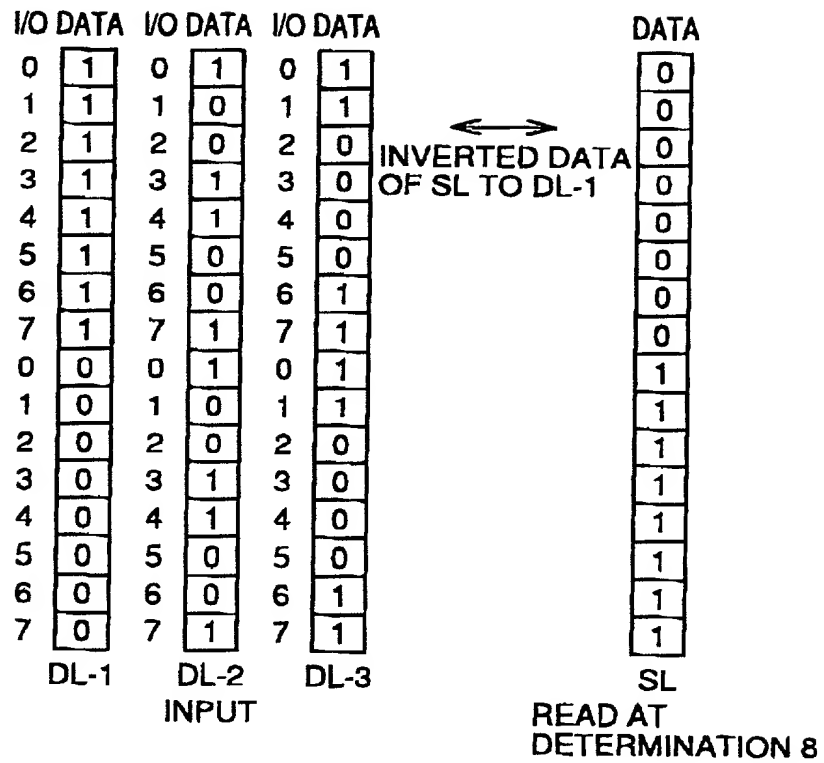 I/O DATA I/O DATA I/O DATA DATA
0 1 0 1 0 1 0
1 1 1 0 1 1 0
2 1 2 0 2 0 0
3 1 3 1 3 0 0
4 1 4 1 4 0 0
5 1 5 0 5 0 0
6 1 6 0 6 1 0
7 1 7 1 7 1 0
0 0 0 1 0 1 1
1 0 1 0 1 1 1
2 0 2 0 2 0 1
3 0 3 1 3 0 1
4 0 4 1 4 0 1
5 0 5 0 5 0 1
6 0 6 0 6 1 1
7 0 7 1 7 1 1
INVERTED DATA
OF SL TO DL-1
DL-1 DL-2 DL-3 SL
INPUT
READ AT
DETERMINATION 8